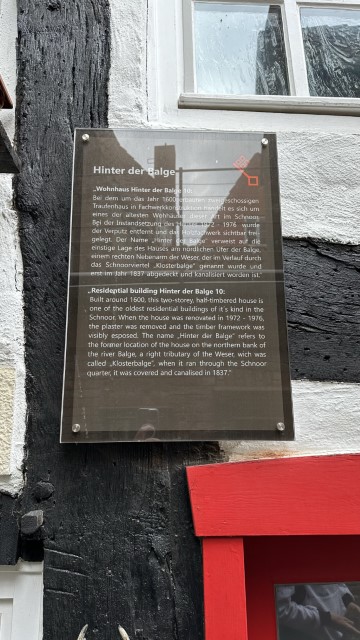 Hinter der Balge
„Wohnhaus Hinter der Balge 10:
Bei dem um das Jahr 1600 erbauten zweigeschossigen
Traufenhaus in Fachwerkkonstruktion handelt es sich um
eines der ältesten Wohnhäuser dieser Art im Schnoor.
Bei der Instandsetzung des Hauses 1972 - 1976 wurde
der Verputz entfernt und das Holzfachwerk sichtbar frei-
gelegt. Der Name „Hinter der Balge" verweist auf die
einstige Lage des Hauses am nördlichen Ufer der Balge,
einem rechten Nebenarm der Weser, der im Verlauf durch
das Schnoorviertel „Klosterbalge" genannt wurde und
erst im Jahr 1837 abgedeckt und kanalisiert worden ist."
„Residential building Hinter der Balge 10:
Built around 1600, this two-storey, half-timbered house is
one of the oldest residential buildings of it´s kind in the
Schnoor. When the house was renovated in 1972 – 1976,
the plaster was removed and the timber framework was
visibly exposed. The name „Hinter der Balge" refers to
the former location of the house on the northern bank of
the river Balge, a right tributary of the Weser, wich was
called „Klosterbalge", when it ran through the Schnoor
quarter, it was covered and canalised in 1837."